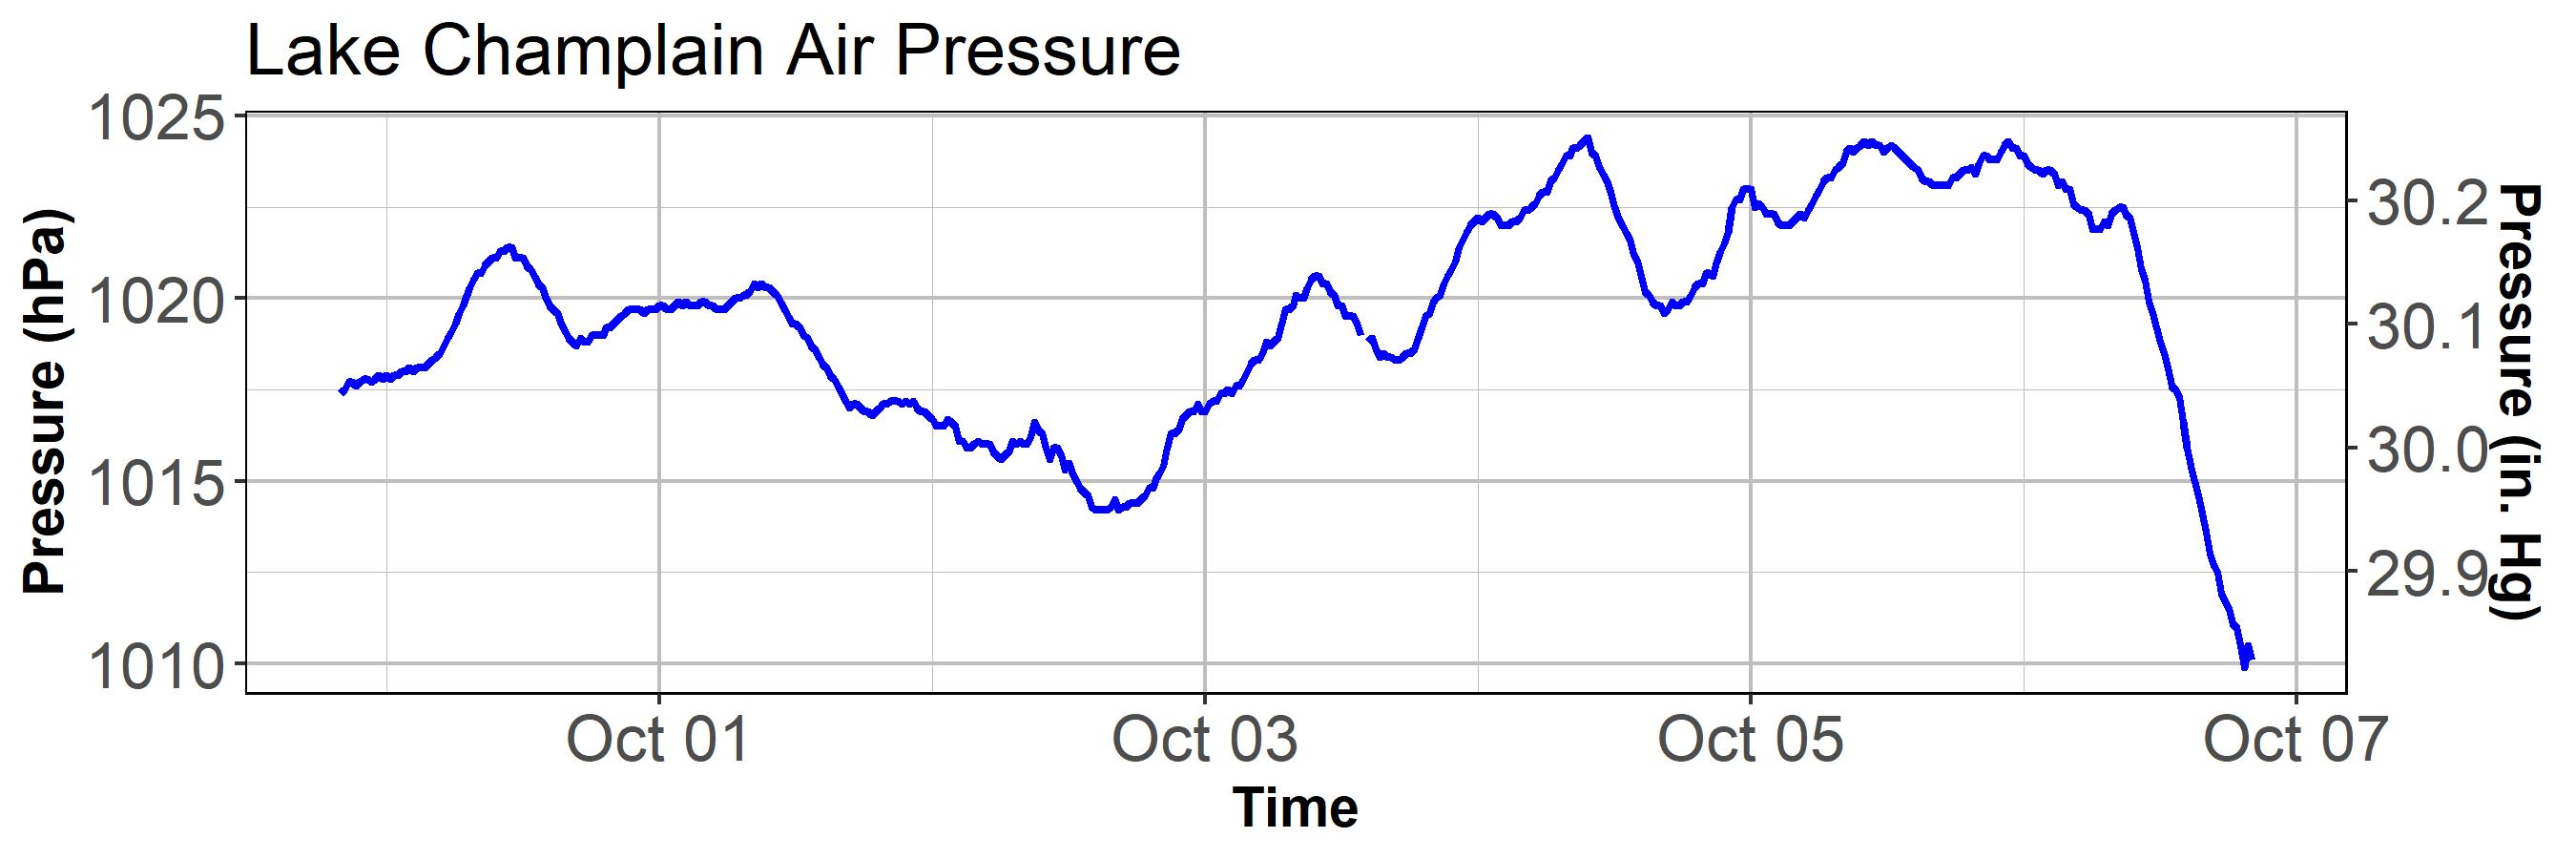 Lake Champlain Air Pressure
Pressure (hPa)
1025
1020
1015
1010
30.2
30.1
30.0
29.9
Pressure (in. Hg)
Oct 01
Oct 03
Oct 05
Oct 07
Time